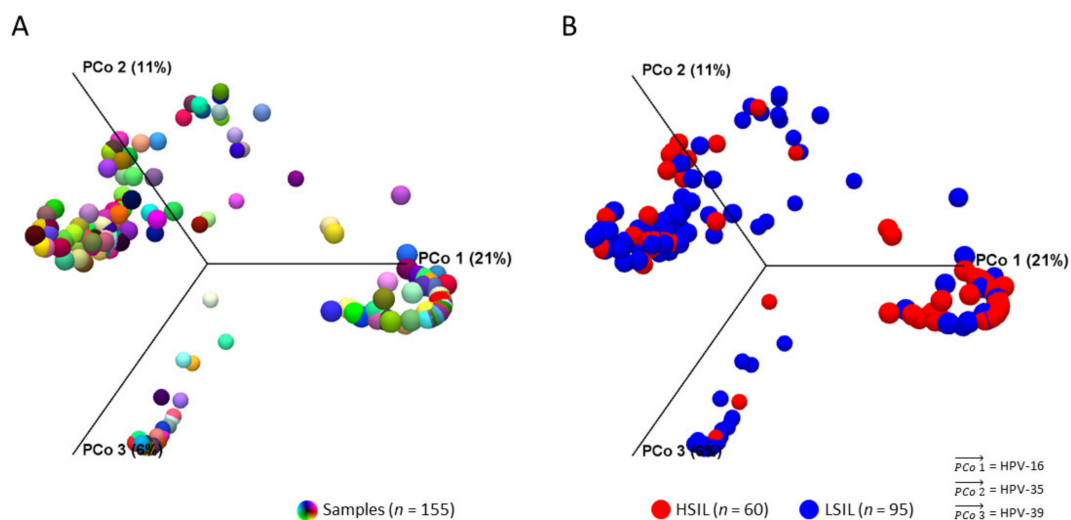 A
B
PCo 2 (11%)
PCo 2 (11%)
PCo 1 (21%)
PCo 1 (21%)
PCo 3 (6%)
PCo 3 (6%)
Samples (n = 155)
HSIL (n = 60)
LSIL (n = 95)
PCo 1 = HPV-16
PCo 2 = HPV-35
PCo 3 = HPV-39